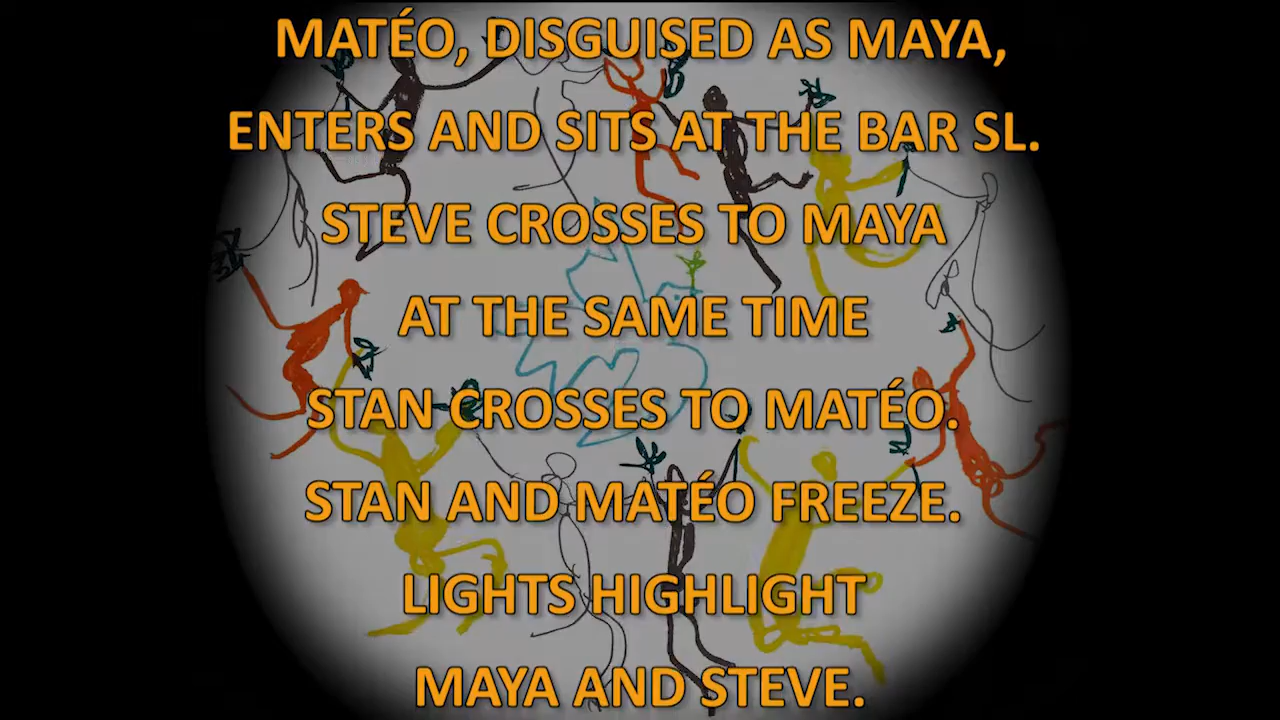 MATÉO, DISGUISED AS MAYA,
ENTERS AND SITS AT THE BAR SL.
STEVE CROSSES TO MAYA
AT THE SAME TIME
STAN CROSSES TO MATÉO.
STAN AND MATÉO FREEZE.
LIGHTS HIGHLIGHT
MAYA AND STEVE.